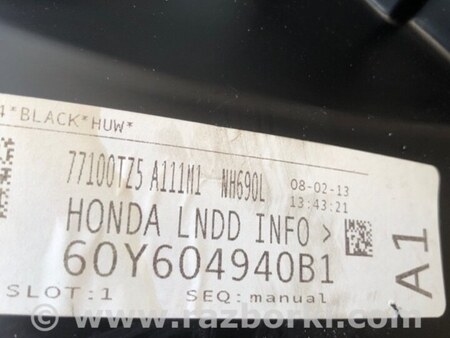 4*BLACK*HUW*
77100TZ5 A111M1 NH690L
08-02-13
13:43:21
HONDA LNDD INFO >
60Y604940B1
A1
SLOT:1 SEQ:manual
www.razborki.com